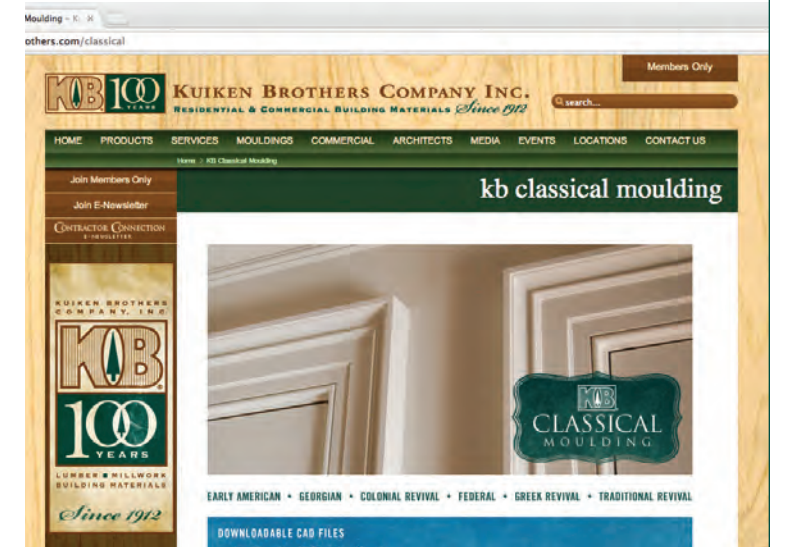 Moulding – K
others.com/classical
Members Only
KB 100 YEARS
KUIKEN BROTHERS COMPANY INC.
RESIDENTIAL & COMMERCIAL BUILDING MATERIALS Since 1912
search...
HOME PRODUCTS SERVICES MOULDINGS COMMERCIAL ARCHITECTS MEDIA EVENTS LOCATIONS CONTACT US
Home > KB Classical Moulding
Join Members Only
Join E-Newsletter
CONTRACTOR CONNECTION
E-NEWSLETTER
kb classical moulding
KUIKEN BROTHERS
COMPANY, INC.
KB
100
YEARS
LUMBER ■ MILLWORK
BUILDING MATERIALS
Since 1912
KB
CLASSICAL
MOULDING
EARLY AMERICAN • GEORGIAN • COLONIAL REVIVAL • FEDERAL • GREEK REVIVAL • TRADITIONAL REVIVAL
DOWNLOADABLE CAD FILES